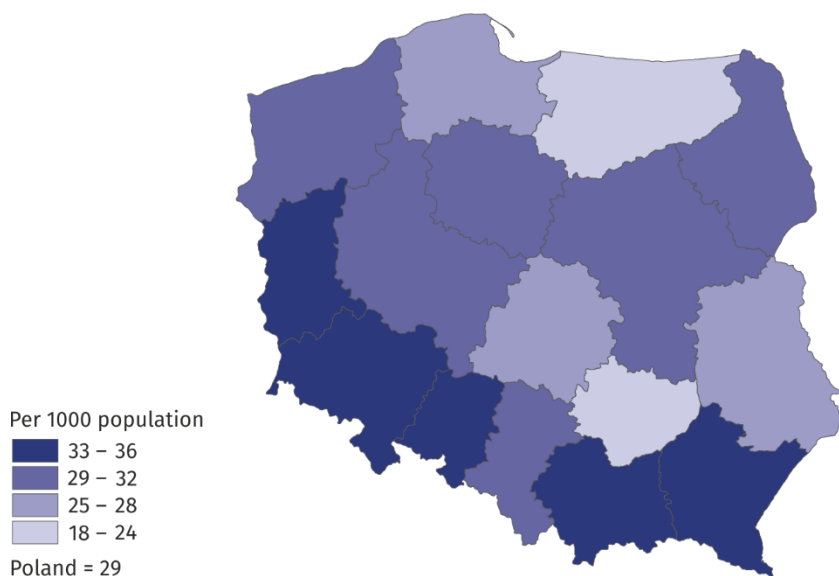 Per 1000 population
33 – 36
29 – 32
25 – 28
18 – 24
Poland = 29